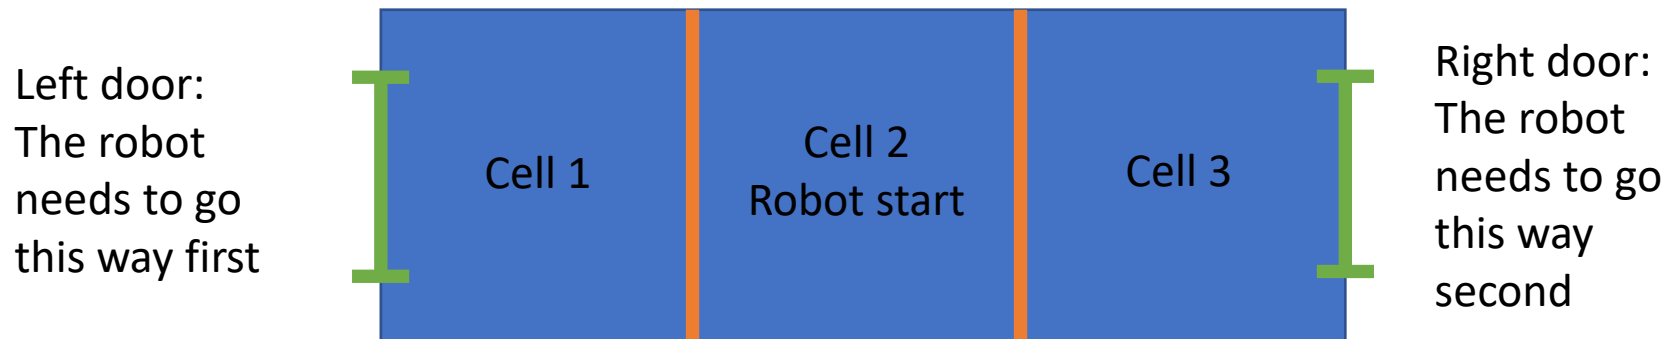 Left door:
The robot
needs to go
this way first
Cell 1
Cell 2
Robot start
Cell 3
Right door:
The robot
needs to go
this way
second